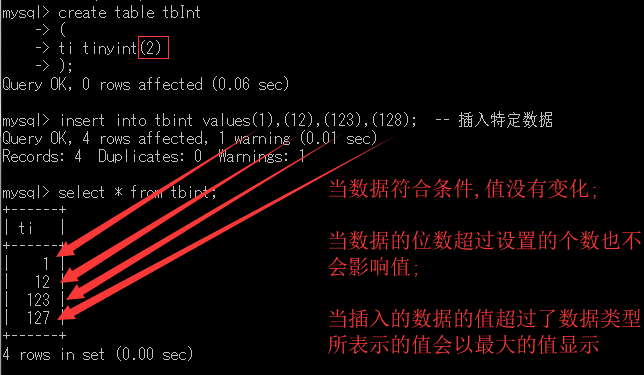 mysql> create table tbInt
-> (
-> ti tinyint(2)
-> );
Query OK, 0 rows affected (0.06 sec)
mysql> insert into tbint values(1),(12),(123),(128);  -- 插入特定数据
Query OK, 4 rows affected, 1 warning (0.01 sec)
Records: 4  Duplicates: 0  Warnings: 1
mysql> select * from tbint;
+------+
| ti   |
+------+
|    1 |
|   12 |
|  123 |
|  127 |
+------+
4 rows in set (0.00 sec)
当数据符合条件,值没有变化;
当数据的位数超过设置的个数也不
会影响值;
当插入的数据的值超过了数据类型
所表示的值会以最大的值显示